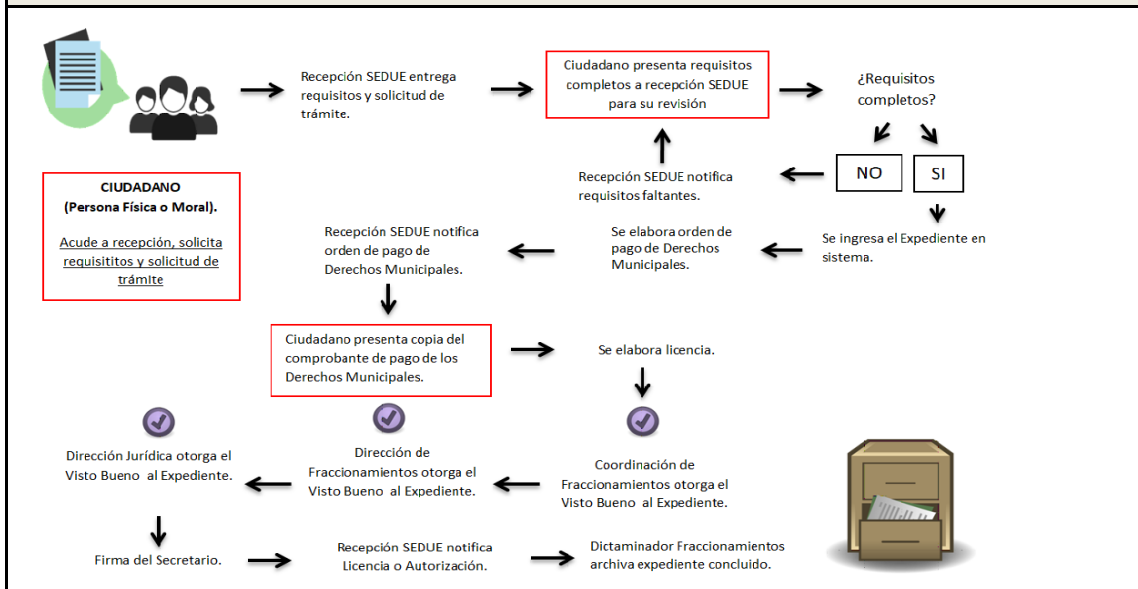 Recepción SEDUE entrega
requisitos y solicitud de
trámite.
Ciudadano presenta requisitos
completos a recepción SEDUE
para su revisión
¿Requisitos
completos?
NO
SI
Recepción SEDUE notifica
requisitos faltantes.
CIUDADANO
(Persona Física o Moral).
Acude a recepción, solicita
requisititos y solicitud de
trámite
Se ingresa el Expediente en
sistema.
Se elabora orden de
pago de Derechos
Municipales.
Recepción SEDUE notifica
orden de pago de
Derechos Municipales.
Ciudadano presenta copia del
comprobante de pago de los
Derechos Municipales.
Se elabora licencia.
Coordinación de
Fraccionamientos otorga el
Visto Bueno al Expediente.
Dirección de
Fraccionamientos otorga el
Visto Bueno al Expediente.
Dirección Jurídica otorga el
Visto Bueno al Expediente.
Firma del Secretario.
Recepción SEDUE notifica
Licencia o Autorización.
Dictaminador Fraccionamientos
archiva expediente concluido.